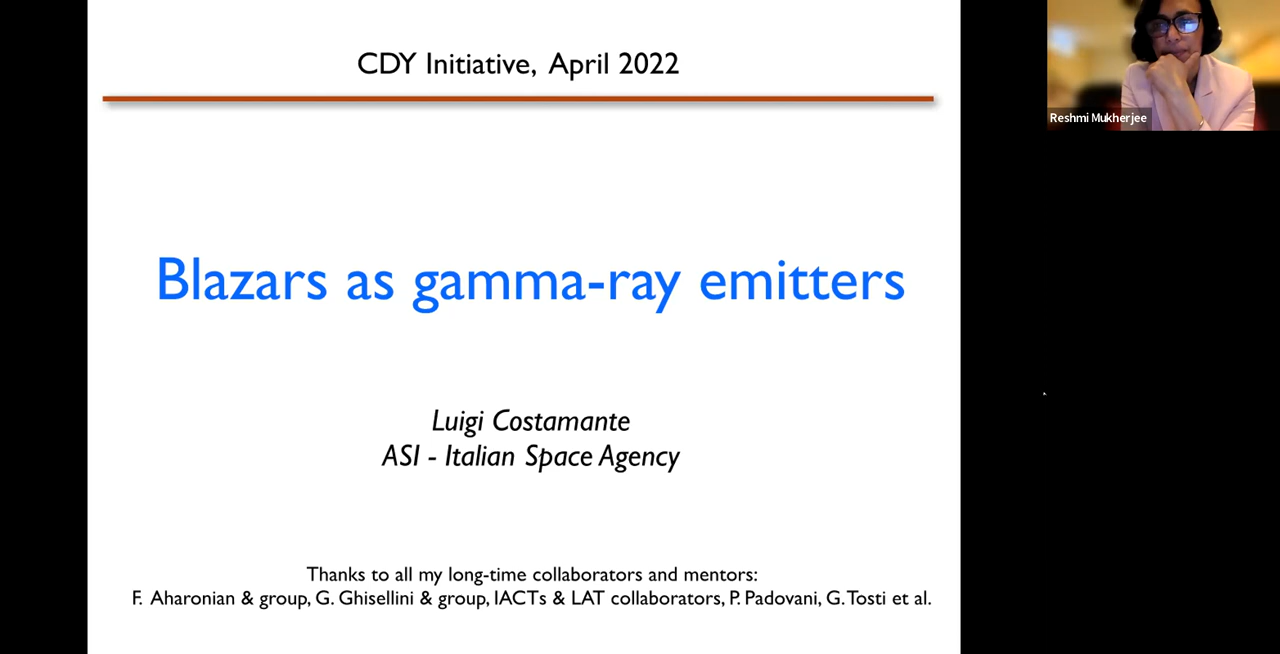 CDY Initiative, April 2022
Reshmi Mukherjee
Blazars as gamma-ray emitters
Luigi Costamante
ASI - Italian Space Agency
Thanks to all my long-time collaborators and mentors:
F. Aharonian & group, G. Ghisellini & group, IACTs & LAT collaborators, P. Padovani, G. Tosti et al.